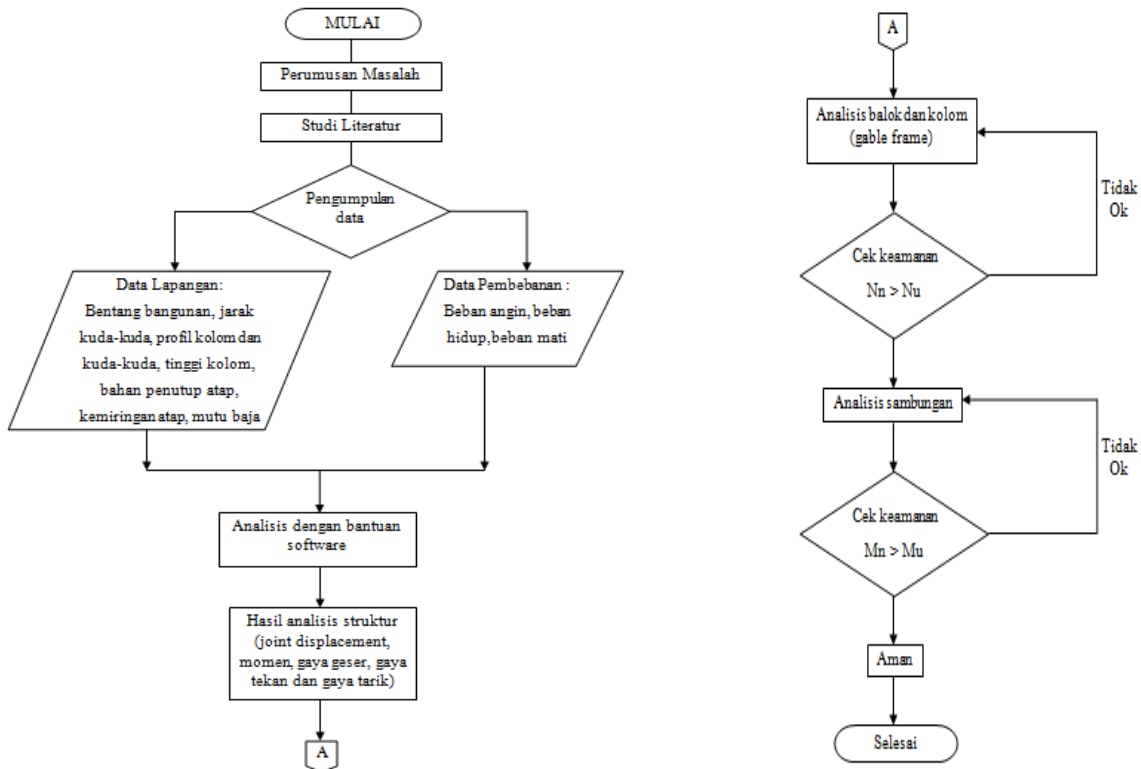 MULAI
Perumusan Masalah
Studi Literatur
Pengumpulan
data
Data Lapangan:
Bentang bangunan, jarak
kuda-kuda, profil kolom dan
kuda-kuda, tinggi kolom,
bahan penutup atap,
kemiringan atap, mutu baja
Data Pembebanan :
Beban angin, beban
hidup, beban mati
Analisis dengan bantuan
software
Hasil analisis struktur
(joint displacement,
momen, gaya geser, gaya
tekan dan gaya tarik)
A
A
Analisis balok dan kolom
(gable frame)
Tidak
Ok
Cek keamanan
Nn > Nu
Analisis sambungan
Tidak
Ok
Cek keamanan
Mn > Mu
Aman
Selesai